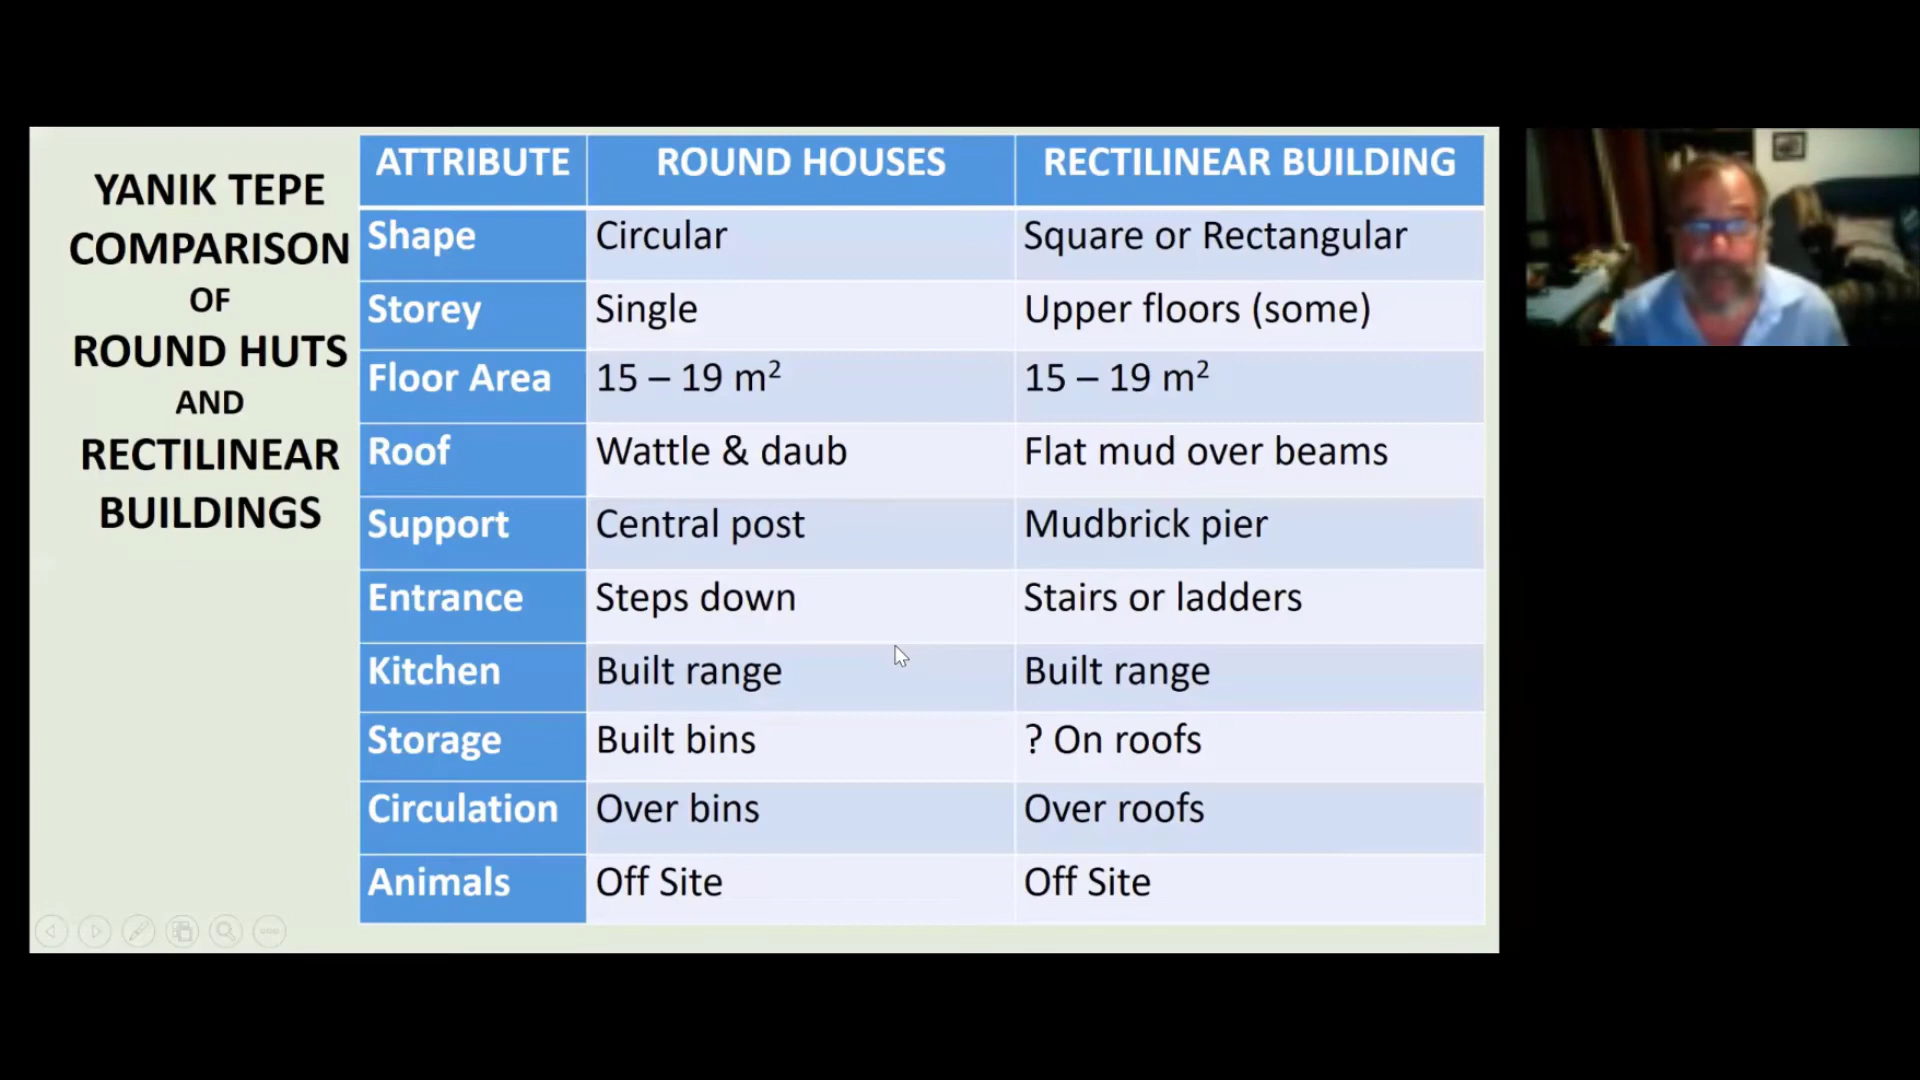 YANIK TEPE
COMPARISON
OF
ROUND HUTS
AND
RECTILINEAR
BUILDINGS
ATTRIBUTE ROUND HOUSES RECTILINEAR BUILDING
Shape Circular Square or Rectangular
Storey Single Upper floors (some)
Floor Area 15 – 19 m² 15 – 19 m²
Roof Wattle & daub Flat mud over beams
Support Central post Mudbrick pier
Entrance Steps down Stairs or ladders
Kitchen Built range Built range
Storage Built bins ? On roofs
Circulation Over bins Over roofs
Animals Off Site Off Site